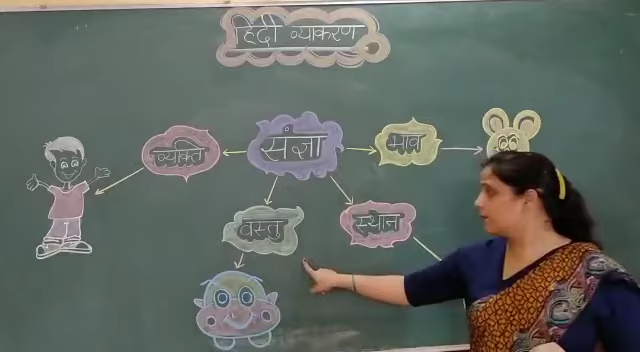 हिंदी व्याकरण
व्यक्ति
संज्ञा
भाव
वस्तु
स्थान